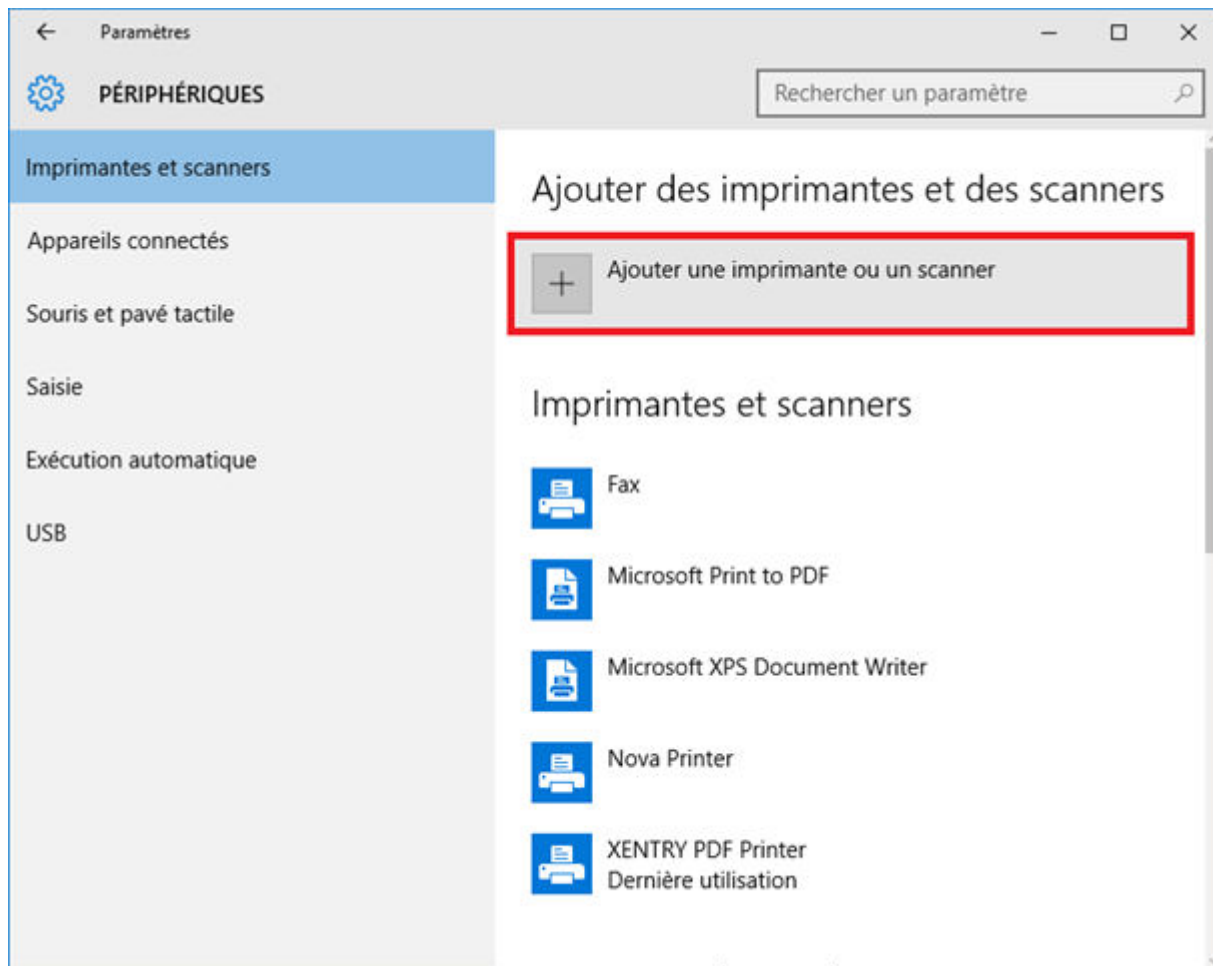 Paramètres
PÉRIPHÉRIQUES
Rechercher un paramètre
Imprimantes et scanners
Appareils connectés
Souris et pavé tactile
Saisie
Exécution automatique
USB
Ajouter des imprimantes et des scanners
Ajouter une imprimante ou un scanner
Imprimantes et scanners
Fax
Microsoft Print to PDF
Microsoft XPS Document Writer
Nova Printer
XENTRY PDF Printer
Dernière utilisation